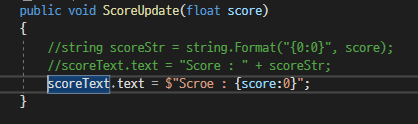 public void ScoreUpdate(float score)
{
//string scoreStr = string.Format("{0:0}", score);
//scoreText.text = "Score : " + scoreStr;
scoreText.text = $"Scroe : {score:0}";
}